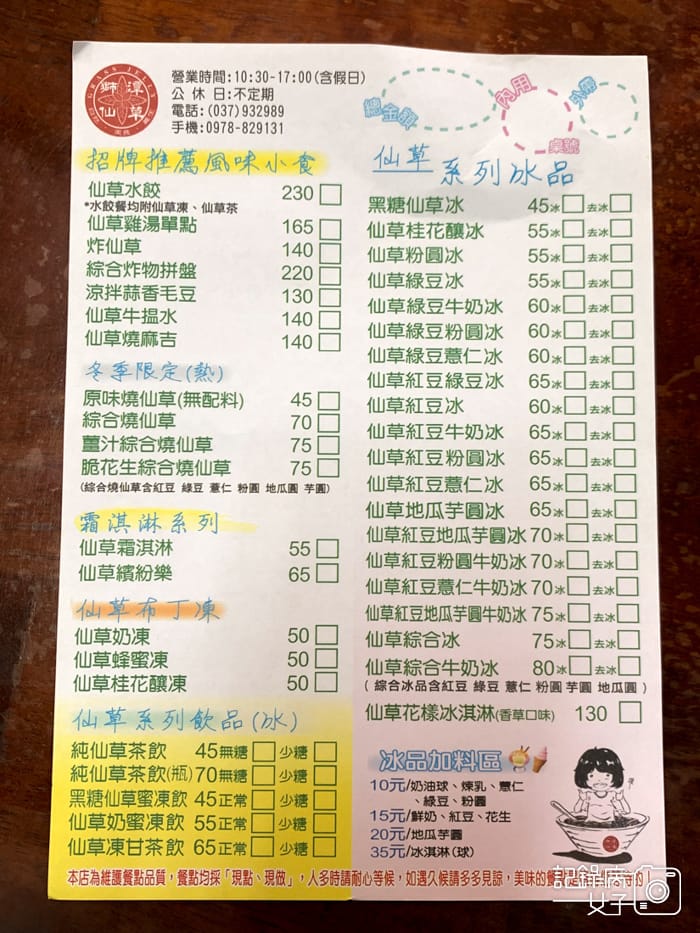 獅潭
仙草
GRASS JELLY
營業時間:10:30-17:00(含假日)
公 休 日:不定期
電話:(037)932989
手機:0978-829131
總金額
內用
桌號
外帶
招牌推薦風味小食
仙草水餃 230
*水餃餐均附仙草凍、仙草茶
仙草雞湯單點 165
炸仙草 140
綜合炸物拼盤 220
涼拌蒜香毛豆 130
仙草牛搵水 140
仙草燒麻吉 140
冬季限定(熱)
原味燒仙草(無配料) 45
綜合燒仙草 70
薑汁綜合燒仙草 75
脆花生綜合燒仙草 75
(綜合燒仙草含紅豆 綠豆 薏仁 粉圓 地瓜圓 芋圓)
霜淇淋系列
仙草霜淇淋 55
仙草繽紛樂 65
仙草布丁凍
仙草奶凍 50
仙草蜂蜜凍 50
仙草桂花釀凍 50
仙草系列飲品(冰)
純仙草茶飲 45無糖 少糖
純仙草茶飲(瓶)70無糖 少糖
黑糖仙草蜜凍飲 45正常 少糖
仙草奶蜜凍飲 55正常 少糖
仙草凍甘茶飲 65正常 少糖
仙草系列冰品
黑糖仙草冰 45冰 去冰
仙草桂花釀冰 55冰 去冰
仙草粉圓冰 55冰 去冰
仙草綠豆冰 55冰 去冰
仙草綠豆牛奶冰 60冰 去冰
仙草綠豆粉圓冰 60冰 去冰
仙草綠豆薏仁冰 60冰 去冰
仙草紅豆綠豆冰 65冰 去冰
仙草紅豆冰 60冰 去冰
仙草紅豆牛奶冰 65冰 去冰
仙草紅豆粉圓冰 65冰 去冰
仙草紅豆薏仁冰 65冰 去冰
仙草地瓜芋圓冰 65冰 去冰
仙草紅豆地瓜芋圓冰 70冰 去冰
仙草紅豆粉圓牛奶冰 70冰 去冰
仙草紅豆薏仁牛奶冰 70冰 去冰
仙草紅豆地瓜芋圓牛奶冰 75冰 去冰
仙草綜合冰 75冰 去冰
仙草綜合牛奶冰 80冰 去冰
( 綜合冰品含紅豆 綠豆 薏仁 粉圓 芋圓 地瓜圓 )
仙草花樣冰淇淋(香草口味) 130
冰品加料區
10元/奶油球、煉乳、薏仁
、綠豆、粉圓
15元/鮮奶、紅豆、花生
20元/地瓜芋圓
35元/冰淇淋(球)
本店為維護餐點品質，餐點均採「現點、現做」，人多時請耐心等候，如遇久候請多多見諒，美味的餐點是值得等待的！
記錄病
女子